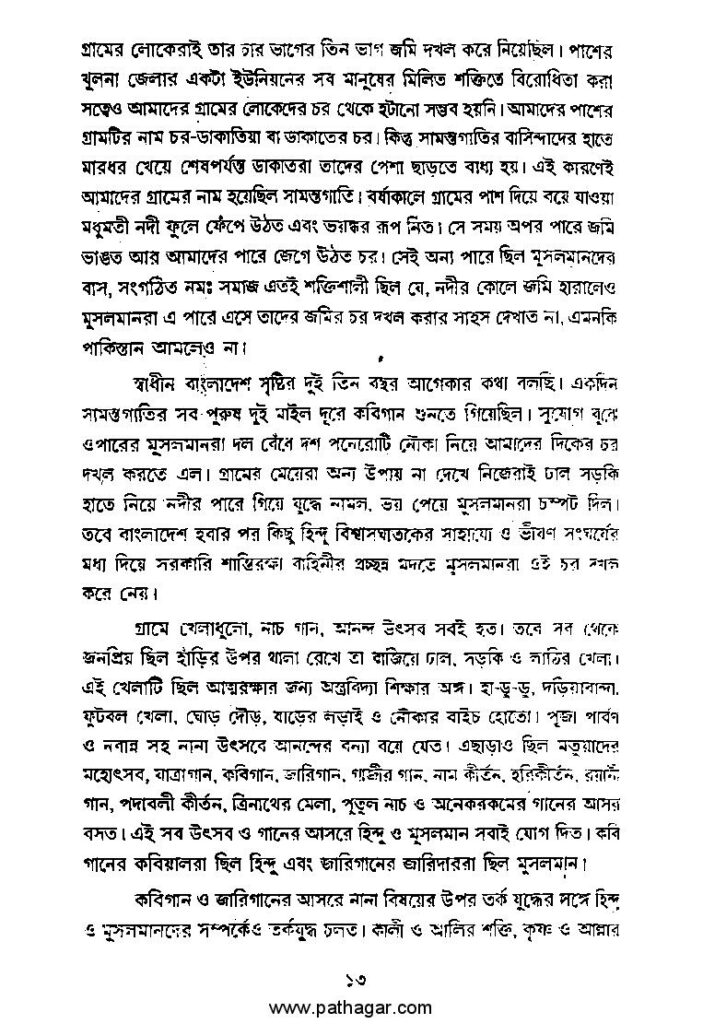 গ্রামের লোকেরাই তার চার ভাগের তিন ভাগ জমি দখল করে নিয়েছিল। পাশের
খুলনা জেলার একটা ইউনিয়নের সব মানুষের মিলিত শক্তিতে বিরোধিতা করা
সত্বেও আমাদের গ্রামের লোকেদের চর থেকে হটানো সম্ভব হয়নি। আমাদের পাশের
গ্রামটির নাম চর-ডাকাতিয়া বা ডাকাতের চর। কিন্তু সামন্তগাতির বাসিন্দাদের হাতে
মারধর খেয়ে শেষপর্যন্ত ডাকাতরা তাদের পেশা ছাড়তে বাধ্য হয়। এই কারণেই
আমাদের গ্রামের নাম হয়েছিল সামন্তগাতি। বর্ষাকালে গ্রামের পাশ দিয়ে বয়ে যাওয়া
মধুমতী নদী ফুলে ফেঁপে উঠত এবং ভয়ঙ্কর রূপ নিত। সে সময় অপর পারে জমি
ভাঙত আর আমাদের পারে জেগে উঠত চর। সেই অন্য পারে ছিল মুসলমানদের
বাস, সংগঠিত নমঃ সমাজ এতই শক্তিশালী ছিল যে, নদীর কোলে জমি হারালেও
মুসলমানরা এ পারে এসে তাদের জমির চর দখল করার সাহস দেখাত না, এমনকি
পাকিস্তান আমলেও না।
স্বাধীন বাংলাদেশ সৃষ্টির দুই তিন বছর আগেকার কথা বলছি। একদিন
সামন্তগাতির সব পুরুষ দুই মাইল দূরে কবিগান শুনতে গিয়েছিল। সুযোগ বুঝে
ওপারের মুসলমানরা দল বেঁধে দশ পনেরোটি নৌকা নিয়ে আমাদের দিকের চর
দখল করতে এল। গ্রামের মেয়েরা অন্য উপায় না দেখে নিজেরাই ঢাল সড়কি
হাতে নিয়ে নদীর পারে গিয়ে যুদ্ধে নামল, ভয় পেয়ে মুসলমানরা চম্পট দিল।
তবে বাংলাদেশ হবার পর কিছু হিন্দু বিশ্বাসঘাতকের সাহায্যে ও ভীষণ সংঘর্ষের
মধ্য দিয়ে সরকারি শান্তিরক্ষা বাহিনীর প্রচ্ছন্ন মদতে মুসলমানরা ওই চর দখল
করে নেয়।
গ্রামে খেলাধুলো, নাচ গান, আনন্দ উৎসব সবই হত। তবে সব থেকে
জনপ্রিয় ছিল হাঁড়ির উপর থালা রেখে তা বাজিয়ে ঢাল, সড়কি ও লাঠির খেলা।
এই খেলাটি ছিল আত্মরক্ষার জন্য অস্ত্রবিদ্যা শিক্ষার অঙ্গ। হা-ডু-ডু, দড়িয়াবান্দা,
ফুটবল খেলা, ঘোড় দৌড়, ষাড়ের লড়াই ও নৌকার বাইচ হোতো। পূজা পার্বণ
ও নবান্ন সহ নানা উৎসবে আনন্দের বন্যা বয়ে যেত। এছাড়াও ছিল মতুয়াদের
মহোৎসব, যাত্রাগান, কবিগান, জারিগান, গাজীর গান, নাম কীর্তন, হরিকীর্তন, রয়ানী
গান, পদাবলী কীর্তন, ত্রিনাথের মেলা, পুতুল নাচ ও অনেকরকমের গানের আসর
বসত। এই সব উৎসব ও গানের আসরে হিন্দু ও মুসলমান সবাই যোগ দিত। কবি
গানের কবিয়ালরা ছিল হিন্দু এবং জারিগানের জারিদাররা ছিল মুসলমান।
কবিগান ও জারিগানের আসরে নানা বিষয়ের উপর তর্ক যুদ্ধের সঙ্গে হিন্দু
ও মুসলমানদের সম্পর্কেও তর্কযুদ্ধ চলত। কালী ও আলির শক্তি, কৃষ্ণ ও আল্লার
১৩
www.pathagar.com